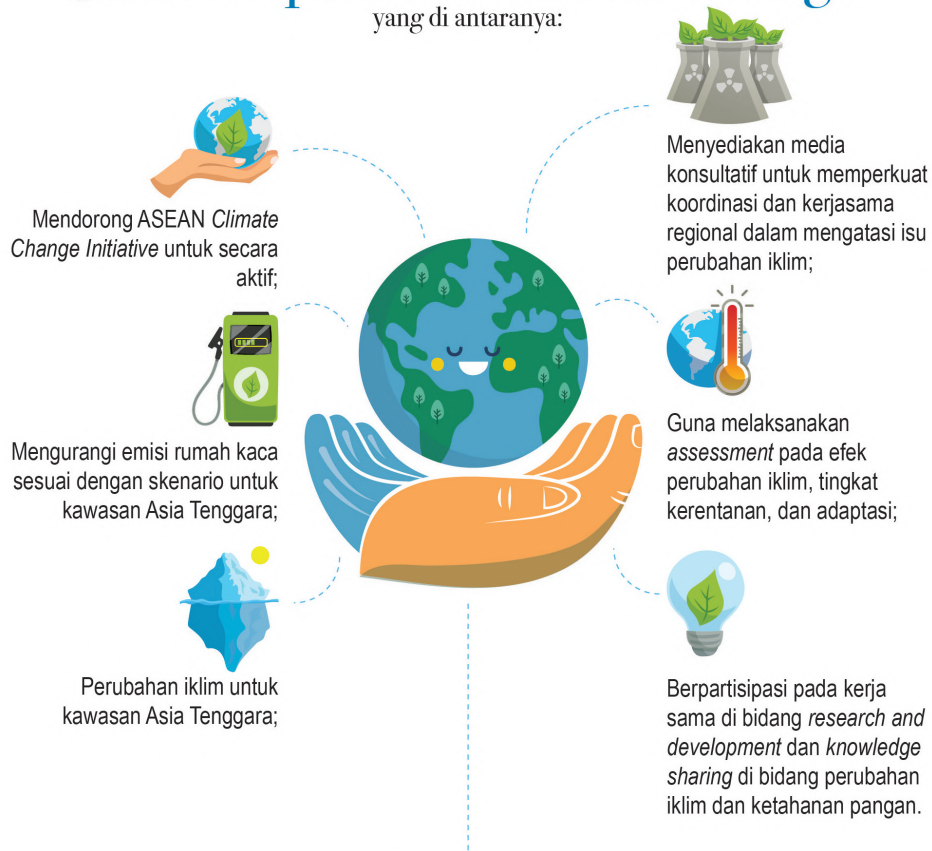 yang di antaranya:
Mendorong ASEAN Climate
Change Initiative untuk secara
aktif;
Mengurangi emisi rumah kaca
sesuai dengan skenario untuk
kawasan Asia Tenggara;
Perubahan iklim untuk
kawasan Asia Tenggara;
Menyediakan media
konsultatif untuk memperkuat
koordinasi dan kerjasama
regional dalam mengatasi isu
perubahan iklim;
Guna melaksanakan
assessment pada efek
perubahan iklim, tingkat
kerentanan, dan adaptasi;
Berpartisipasi pada kerja
sama di bidang research and
development dan knowledge
sharing di bidang perubahan
iklim dan ketahanan pangan.